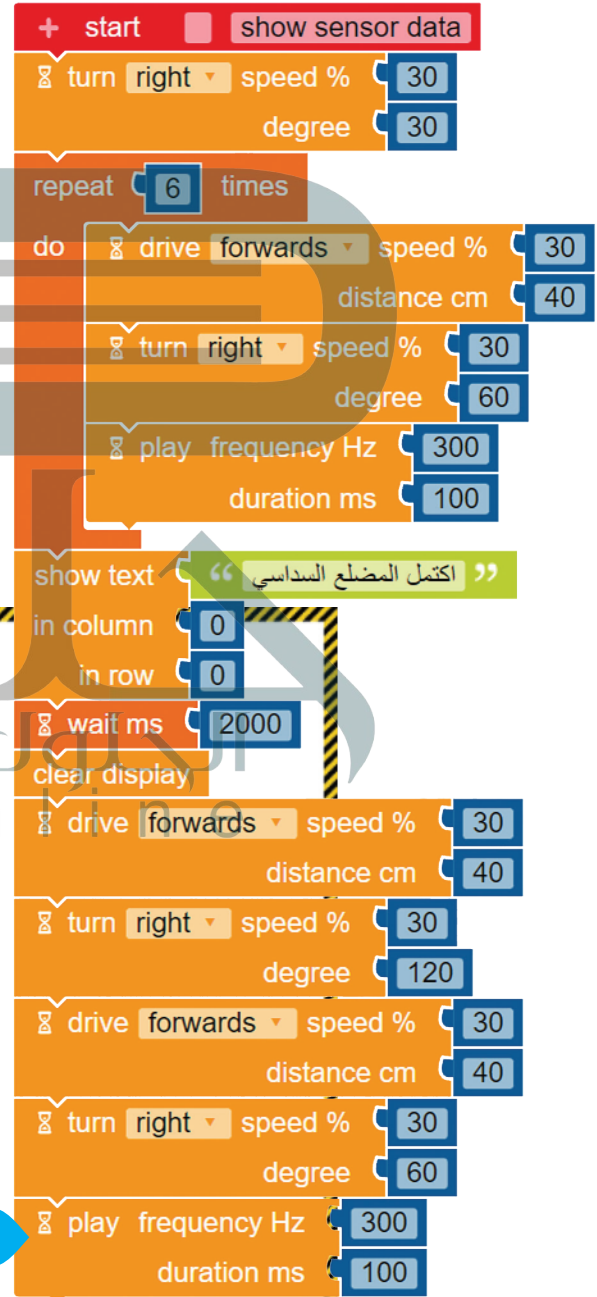 + start show sensor data
turn right speed % 30
degree 30
repeat 6 times
do drive forwards speed % 30
distance cm 40
turn right speed % 30
degree 60
play frequency Hz 300
duration ms 100
show text “ اكتمل المضلع السداسي ”
in column 0
in row 0
wait ms 2000
clear display
drive forwards speed % 30
distance cm 40
turn right speed % 30
degree 120
drive forwards speed % 30
distance cm 40
turn right speed % 30
degree 60
play frequency Hz 300
duration ms 100